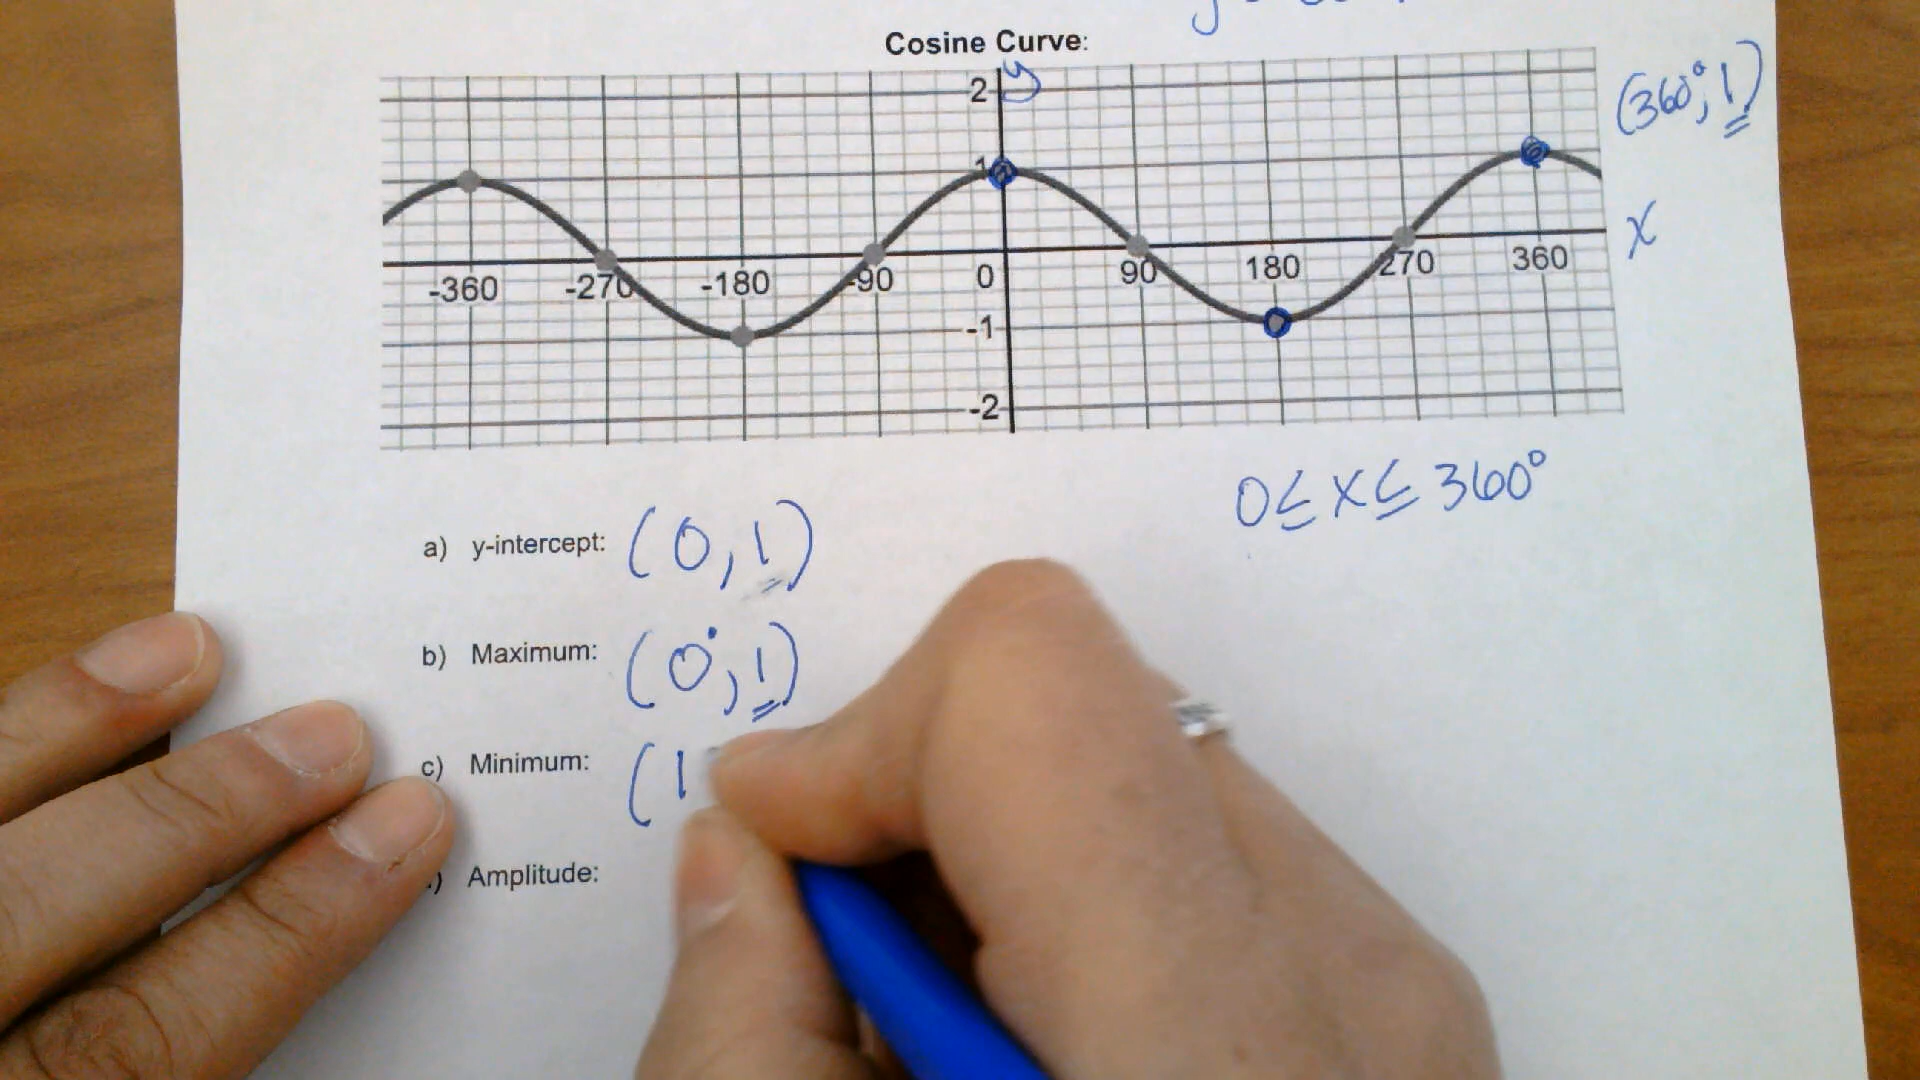 Cosine Curve:
y
2
1
(360°, 1)
x
-360 -270 -180 -90 0 90 180 270 360
-1
-2
0 ≤ x ≤ 360°
a) y-intercept: (0, 1)
b) Maximum: (0°, 1)
c) Minimum: (1
) Amplitude: